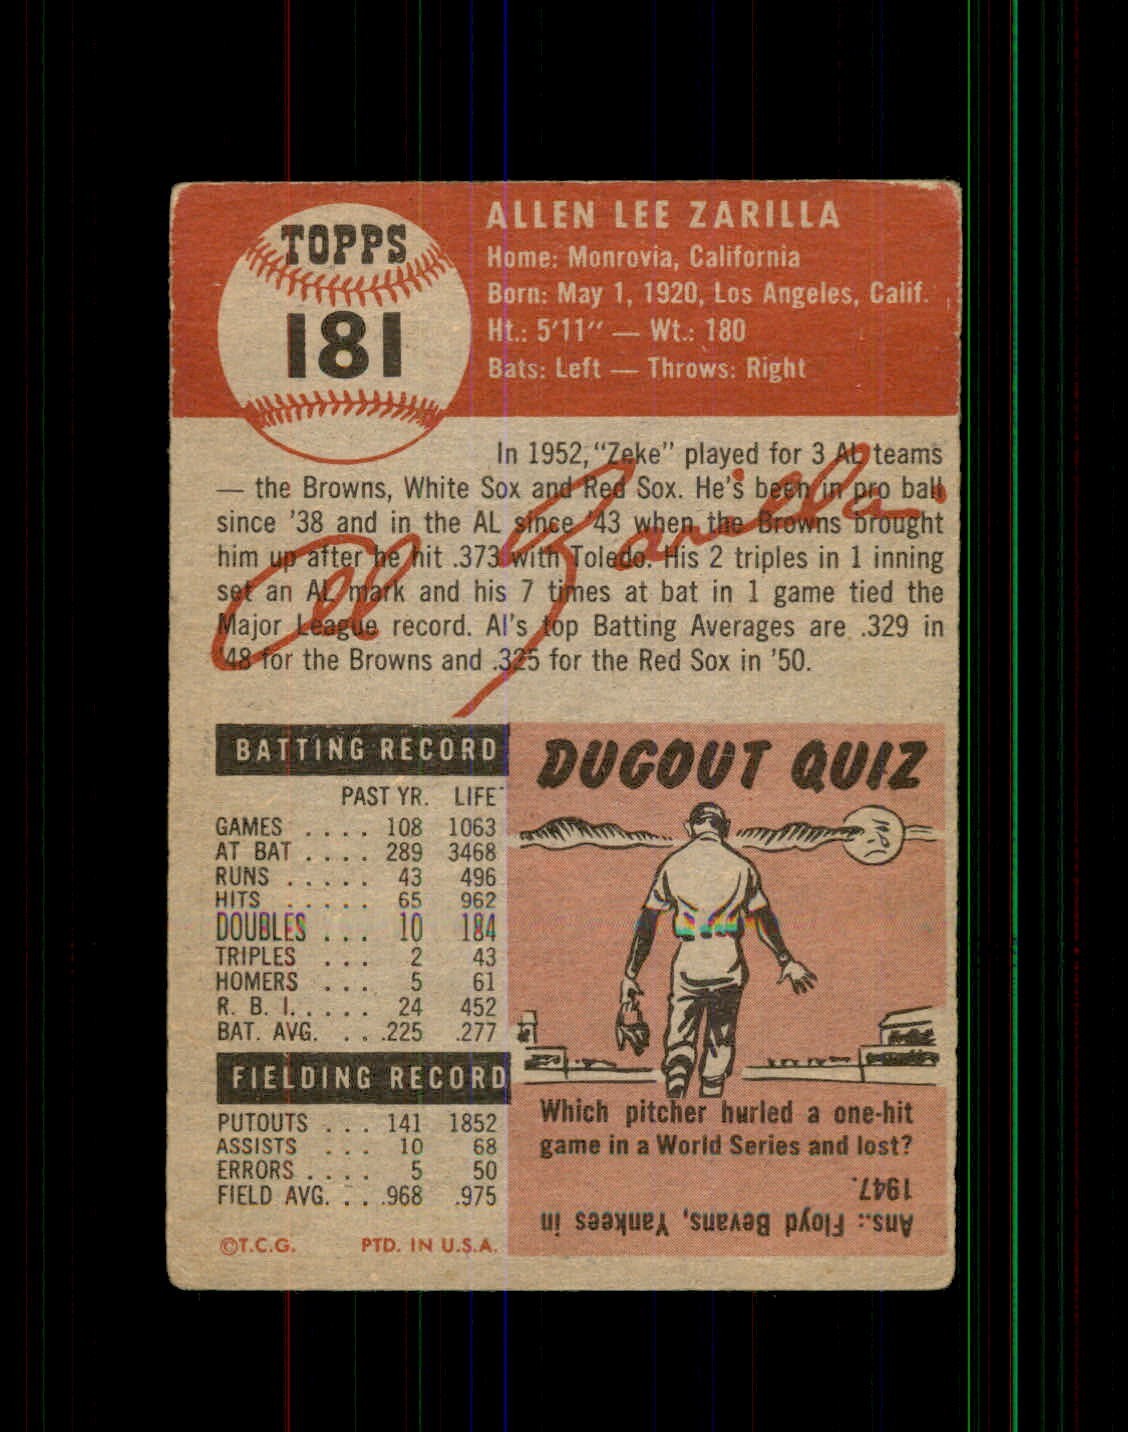 TOPPS
181
ALLEN LEE ZARILLA
Home: Monrovia, California
Born: May 1, 1920, Los Angeles, Calif.
Ht.: 5'11" — Wt.: 180
Bats: Left — Throws: Right
In 1952, "Zeke" played for 3 AL teams
— the Browns, White Sox and Red Sox. He's been in pro ball
since '38 and in the AL since '43 when the Browns brought
him up after he hit .373 with Toledo. His 2 triples in 1 inning
set an AL mark and his 7 times at bat in 1 game tied the
Major League record. Al's top Batting Averages are .329 in
'48 for the Browns and .325 for the Red Sox in '50.
Al Zarilla
BATTING RECORD
PAST YR. LIFE
GAMES .... 108 1063
AT BAT .... 289 3468
RUNS ..... 43 496
HITS ..... 65 962
DOUBLES ... 10 184
TRIPLES ... 2 43
HOMERS ... 5 61
R. B. I. .... 24 452
BAT. AVG. ... .225 .277
FIELDING RECORD
PUTOUTS ... 141 1852
ASSISTS ... 10 68
ERRORS .... 5 50
FIELD AVG. ... .968 .975
©T.C.G. PTD. IN U.S.A.
DUGOUT QUIZ
Which pitcher hurled a one-hit
game in a World Series and lost?
Ans.: Floyd Bevans, Yankees in
1947.